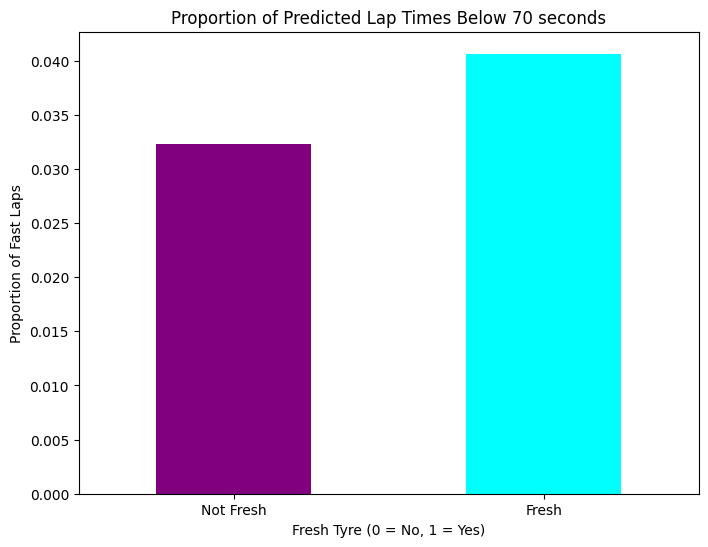 Proportion of Predicted Lap Times Below 70 seconds
0.040
0.035
0.030
0.025
0.020
0.015
0.010
0.005
0.000
Proportion of Fast Laps
Not Fresh
Fresh
Fresh Tyre (0 = No, 1 = Yes)